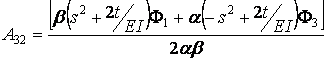 A₃₂ = ⌊β(s² + 2t/EI)Φ₁ + α(−s² + 2t/EI)Φ₃⌋ / 2αβ